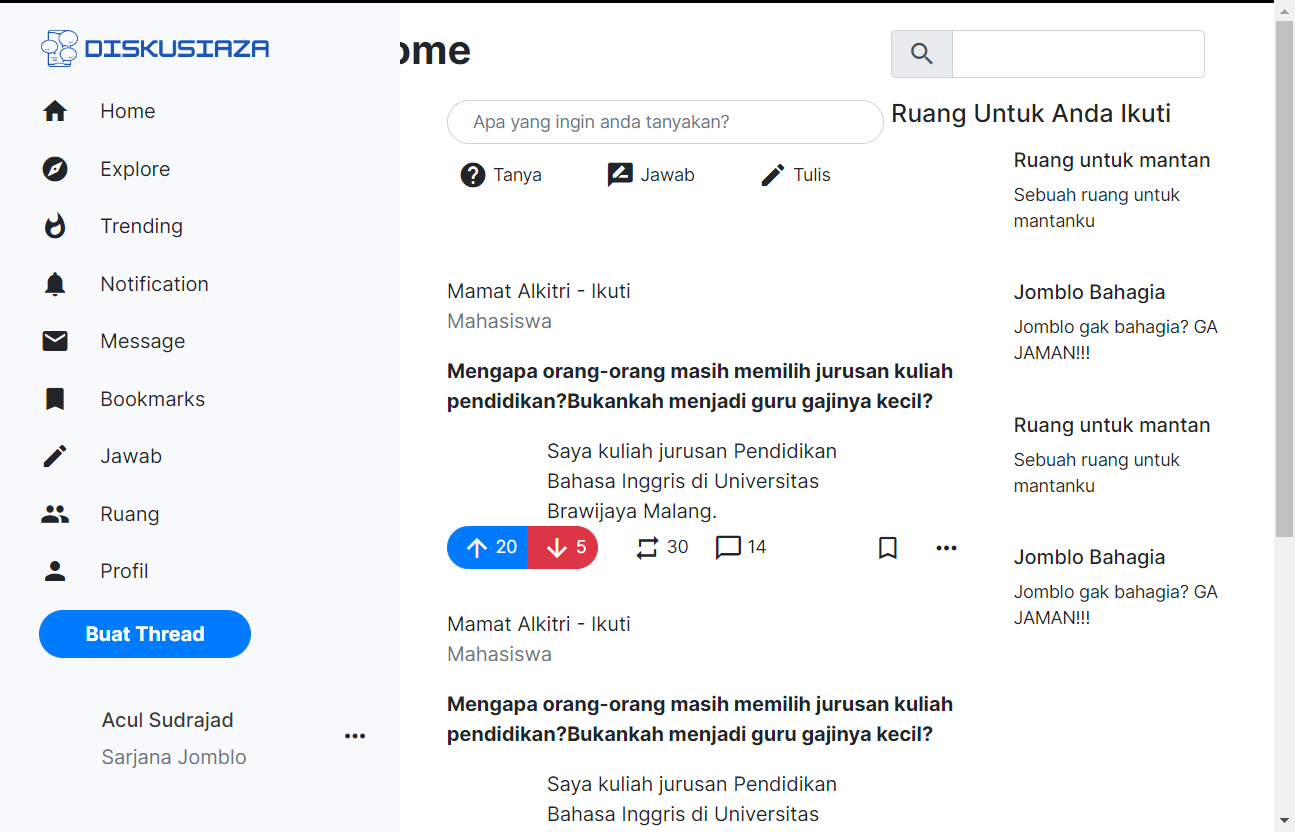 DISKUSIAZA
Home
Explore
Trending
Notification
Message
Bookmarks
Jawab
Ruang
Profil
Buat Thread
Acul Sudrajad
Sarjana Jomblo
ome
Apa yang ingin anda tanyakan?
Tanya Jawab Tulis
Mamat Alkitri - Ikuti
Mahasiswa
Mengapa orang-orang masih memilih jurusan kuliah
pendidikan?Bukankah menjadi guru gajinya kecil?
Saya kuliah jurusan Pendidikan
Bahasa Inggris di Universitas
Brawijaya Malang.
20 5 30 14
Mamat Alkitri - Ikuti
Mahasiswa
Mengapa orang-orang masih memilih jurusan kuliah
pendidikan?Bukankah menjadi guru gajinya kecil?
Saya kuliah jurusan Pendidikan
Bahasa Inggris di Universitas
Ruang Untuk Anda Ikuti
Ruang untuk mantan
Sebuah ruang untuk
mantanku
Jomblo Bahagia
Jomblo gak bahagia? GA
JAMAN!!!
Ruang untuk mantan
Sebuah ruang untuk
mantanku
Jomblo Bahagia
Jomblo gak bahagia? GA
JAMAN!!!